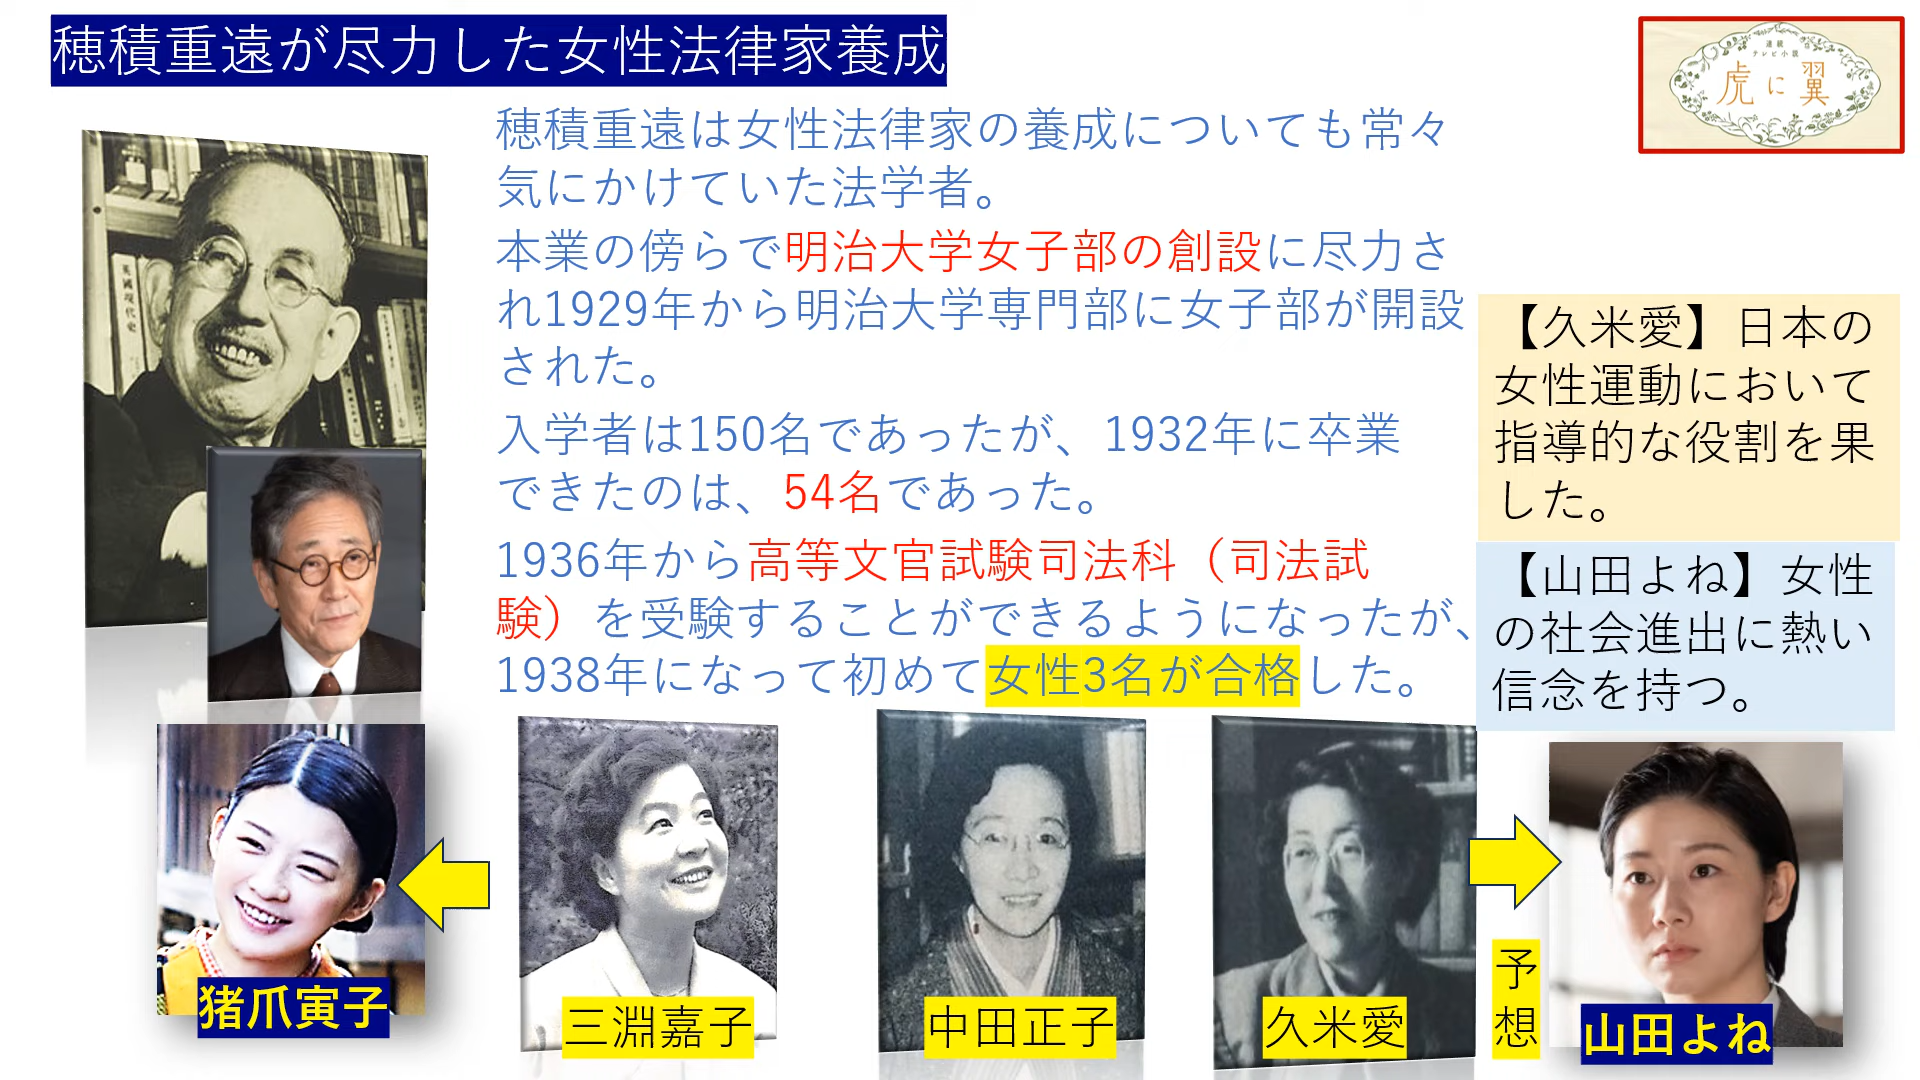 穂積重遠が尽力した女性法律家養成
連続
テレビ小説
虎に翼
穂積重遠は女性法律家の養成についても常々
気にかけていた法学者。
本業の傍らで明治大学女子部の創設に尽力さ
れ1929年から明治大学専門部に女子部が開設
された。
入学者は150名であったが、1932年に卒業
できたのは、54名であった。
1936年から高等文官試験司法科（司法試
験）を受験することができるようになったが、
1938年になって初めて女性3名が合格した。
【久米愛】日本の
女性運動において
指導的な役割を果
した。
【山田よね】女性
の社会進出に熱い
信念を持つ。
猪爪寅子
三淵嘉子
中田正子
久米愛
予想
山田よね